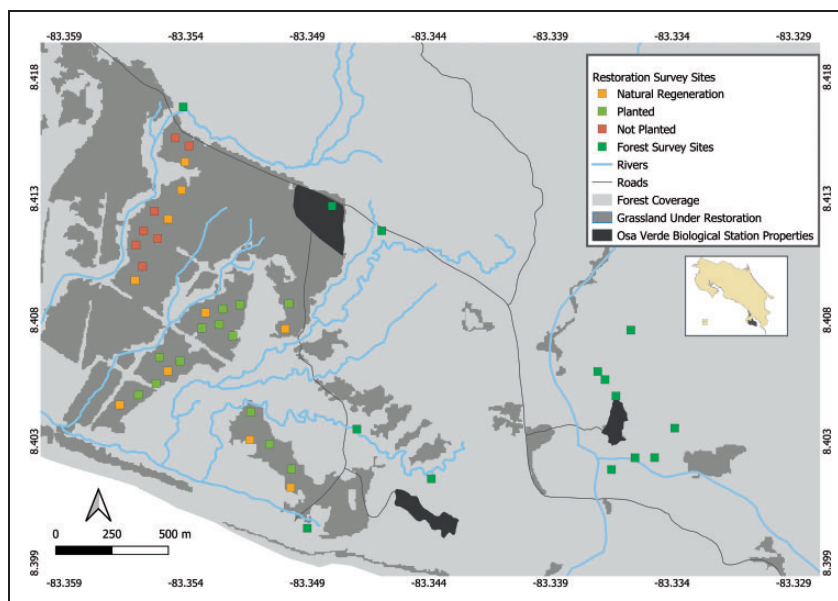 -83.359 -83.354 -83.349 -83.344 -83.339 -83.334 -83.329
8.418
8.413
8.408
8.403
8.399
8.418
8.413
8.408
8.403
8.399
Restoration Survey Sites
Natural Regeneration
Planted
Not Planted
Forest Survey Sites
Rivers
Roads
Forest Coverage
Grassland Under Restoration
Osa Verde Biological Station Properties
0 250 500 m
-83.359 -83.354 -83.349 -83.344 -83.339 -83.334 -83.329